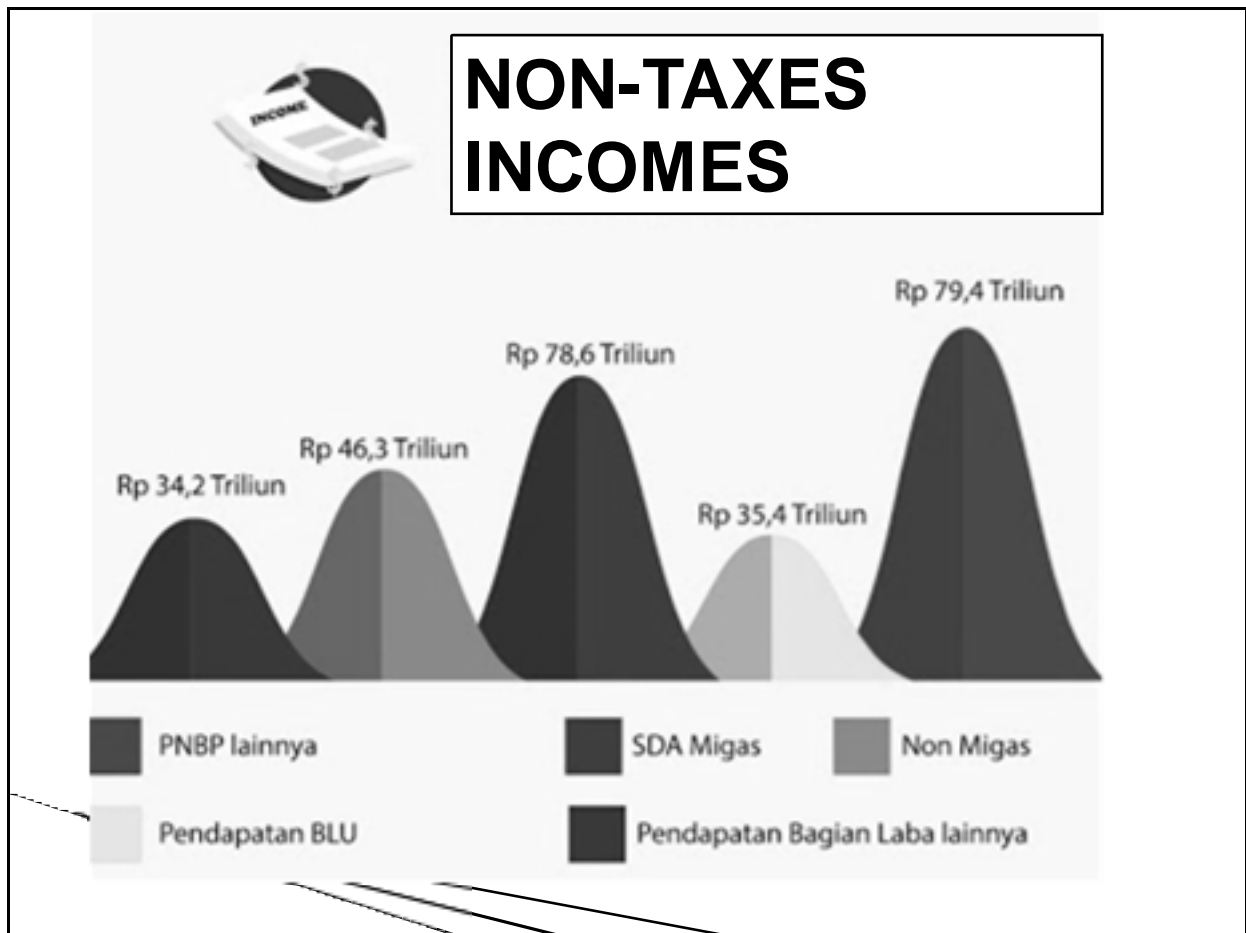 NON-TAXES
INCOMES
INCOME
Rp 79,4 Triliun
Rp 78,6 Triliun
Rp 46,3 Triliun
Rp 34,2 Triliun
Rp 35,4 Triliun
PNBP lainnya
SDA Migas
Non Migas
Pendapatan BLU
Pendapatan Bagian Laba lainnya